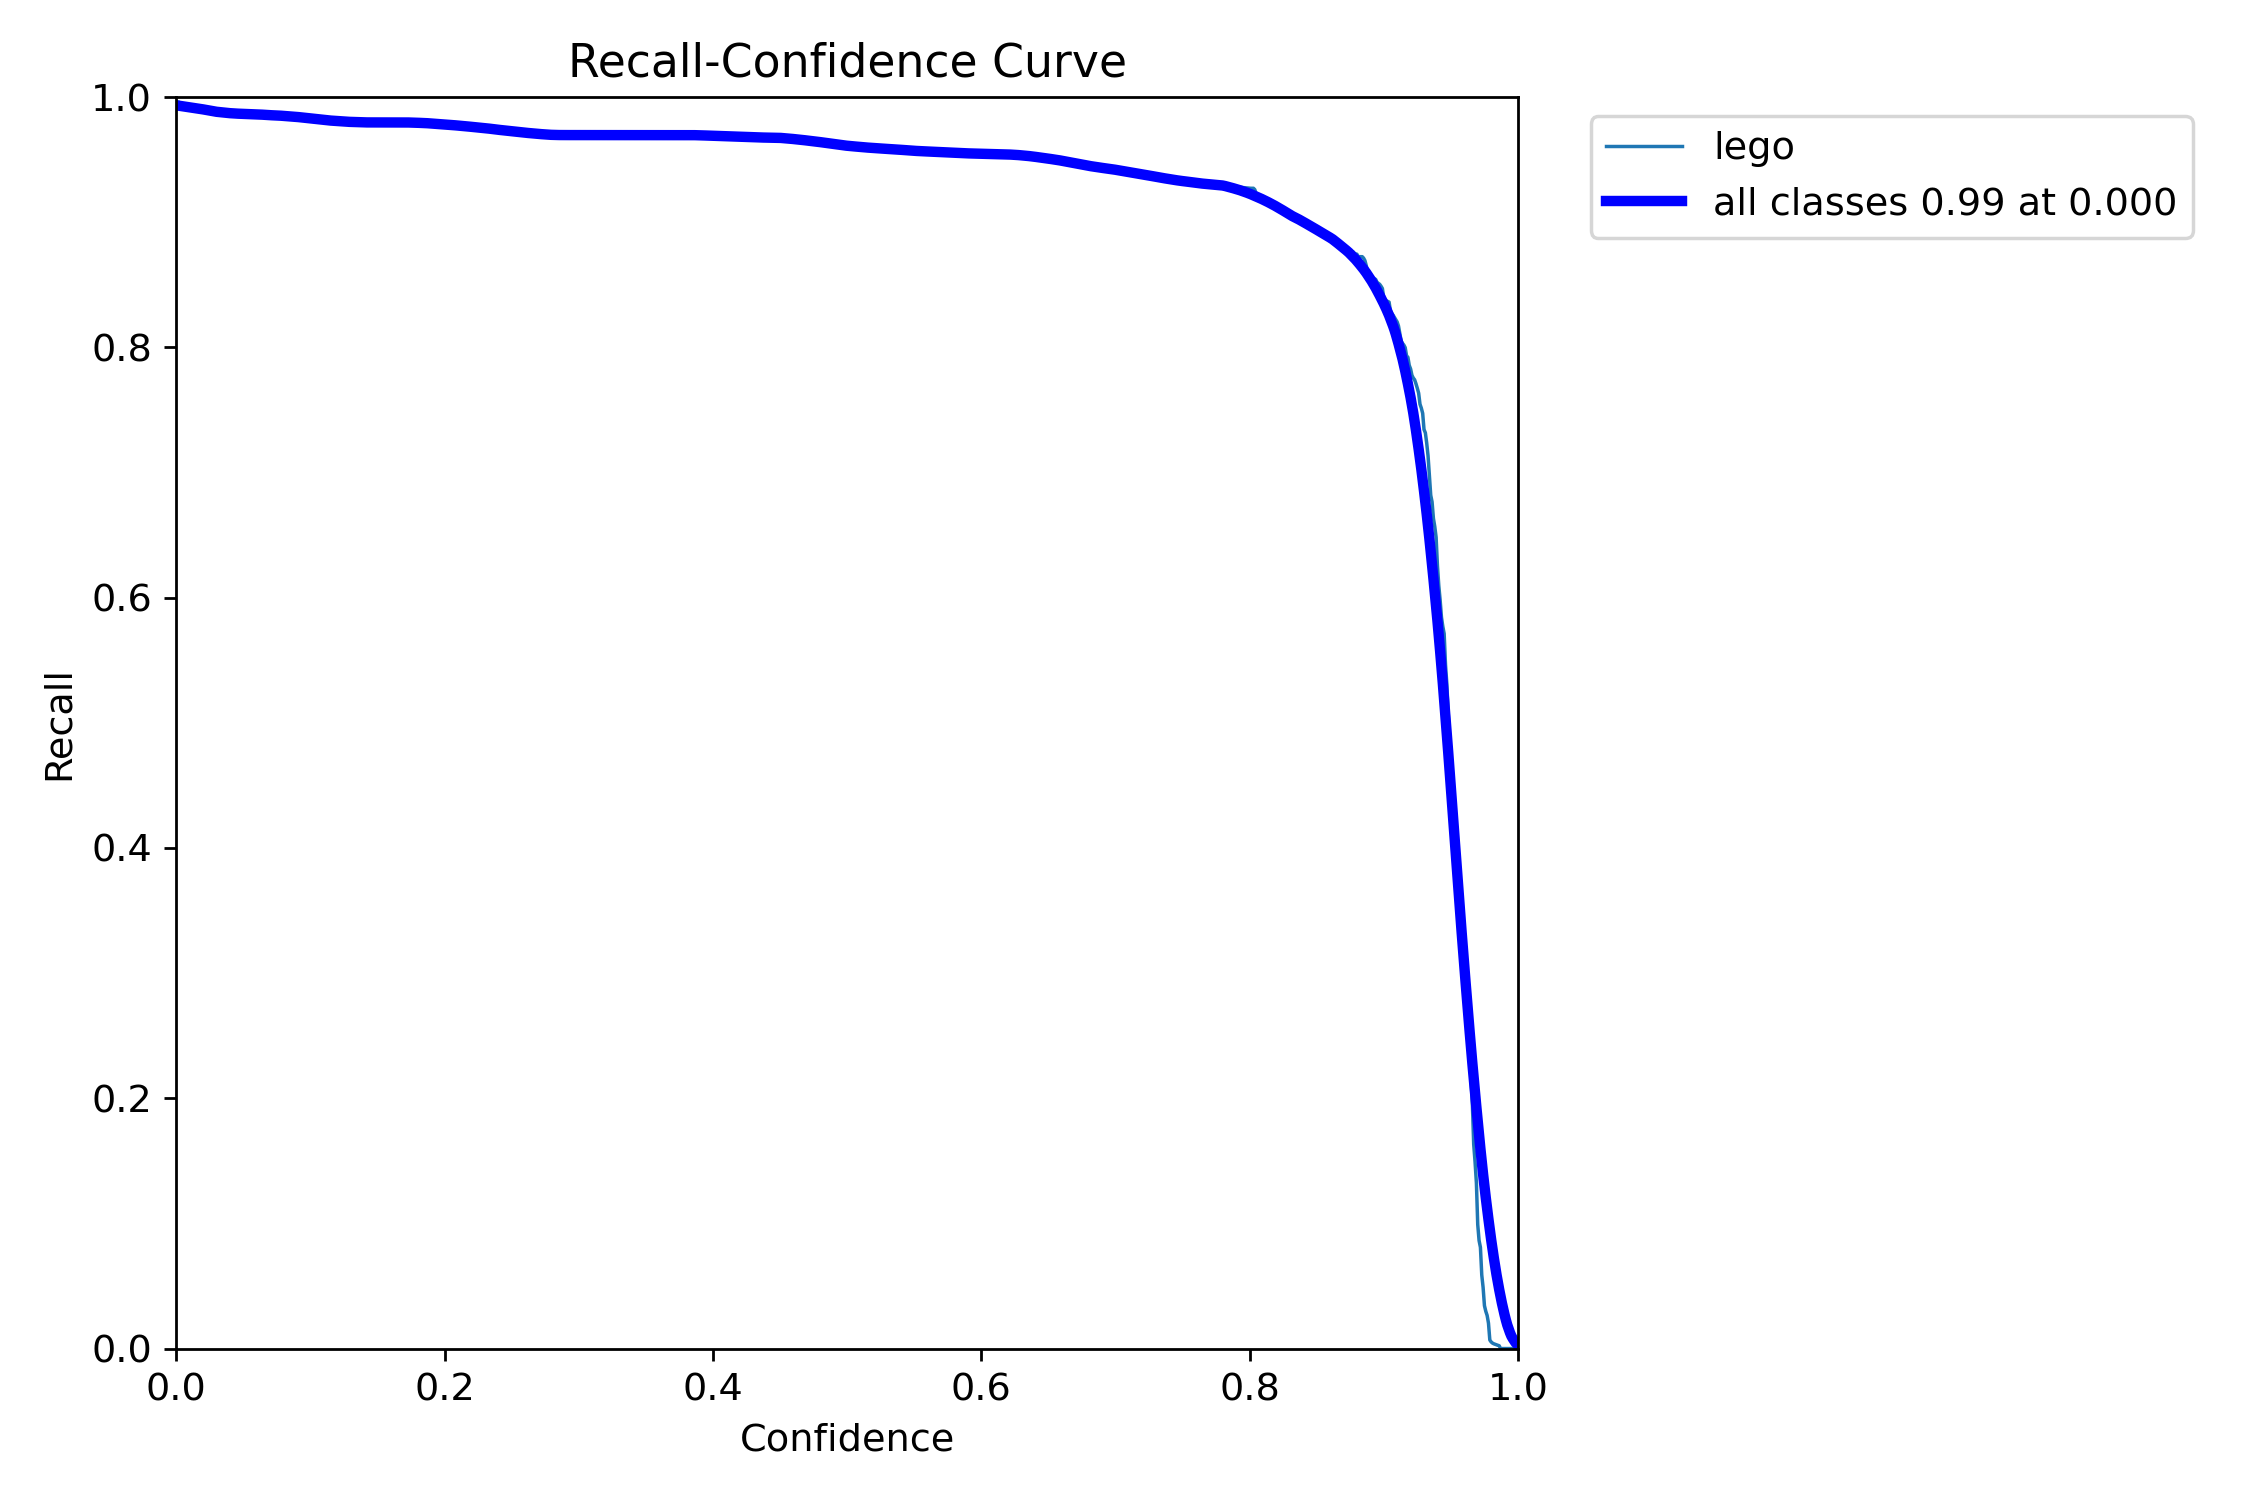 Recall-Confidence Curve
1.0
0.8
0.6
0.4
0.2
0.0
Recall
0.0 0.2 0.4 0.6 0.8 1.0
Confidence
lego
all classes 0.99 at 0.000